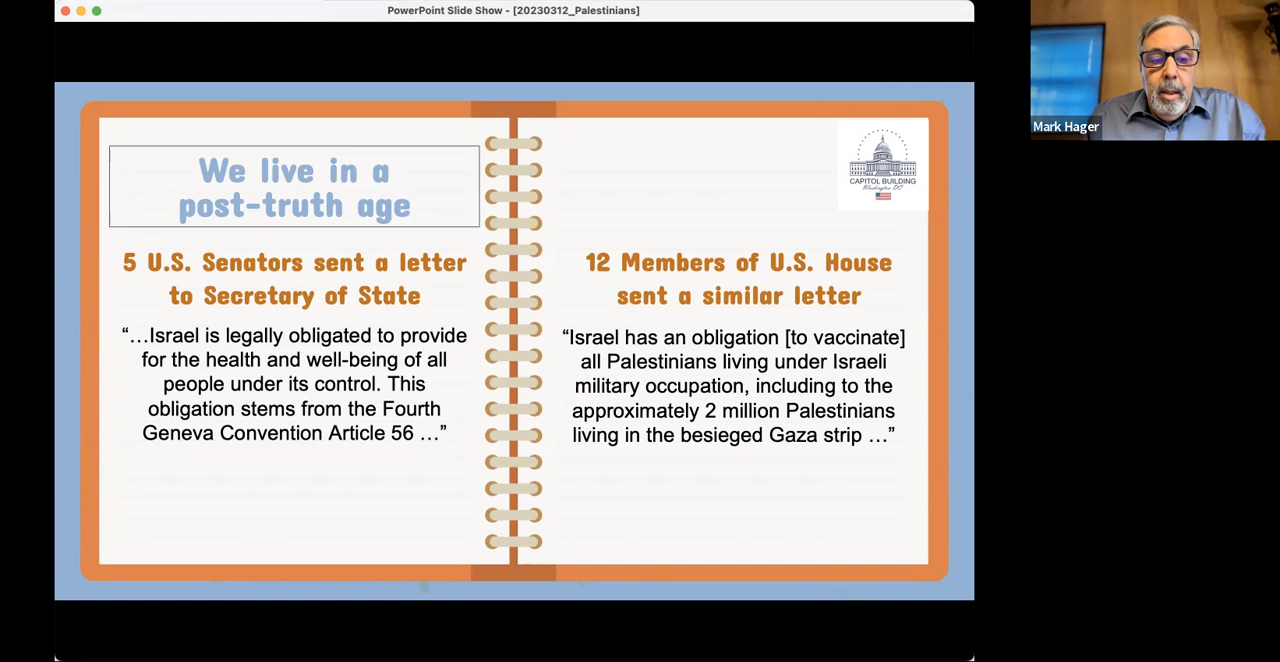 PowerPoint Slide Show - [20230312_Palestinians]
We live in a
post-truth age
5 U.S. Senators sent a letter
to Secretary of State
“…Israel is legally obligated to provide
for the health and well-being of all
people under its control. This
obligation stems from the Fourth
Geneva Convention Article 56 …”
CAPITOL BUILDING
Washington DC
12 Members of U.S. House
sent a similar letter
“Israel has an obligation [to vaccinate]
all Palestinians living under Israeli
military occupation, including to the
approximately 2 million Palestinians
living in the besieged Gaza strip …”
Mark Hager